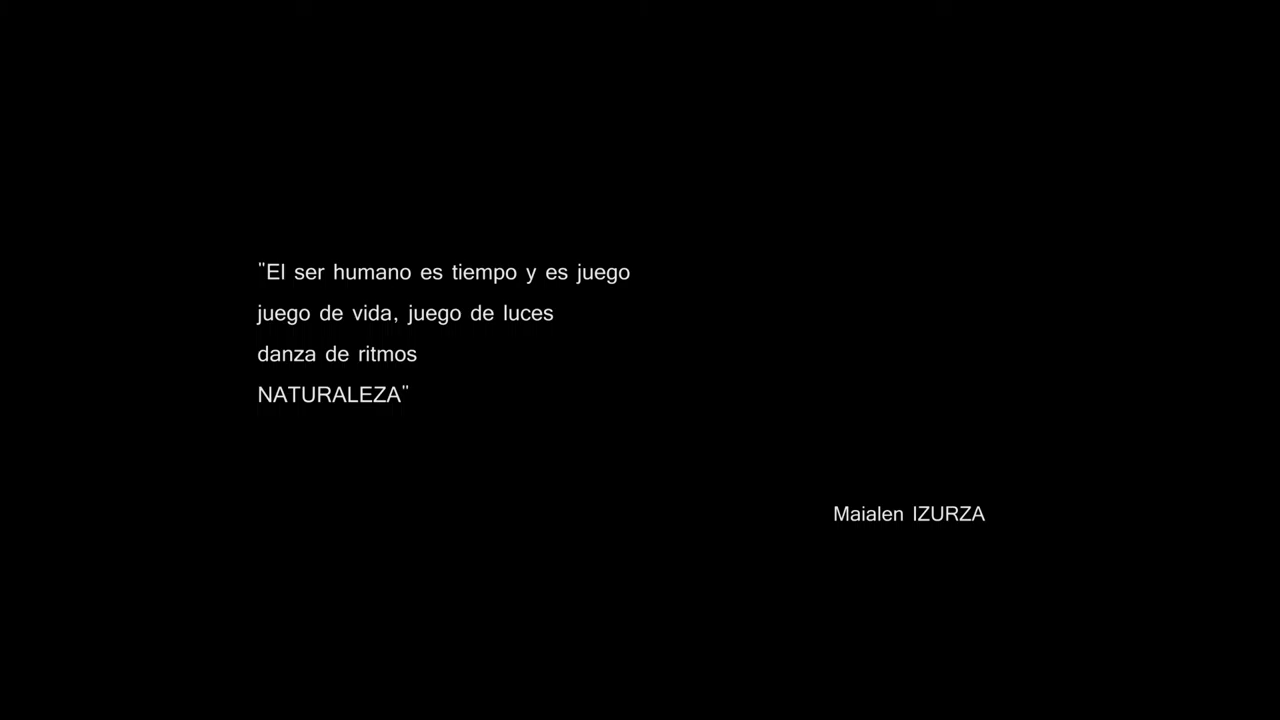 "El ser humano es tiempo y es juego
juego de vida, juego de luces
danza de ritmos
NATURALEZA"
Maialen IZURZA